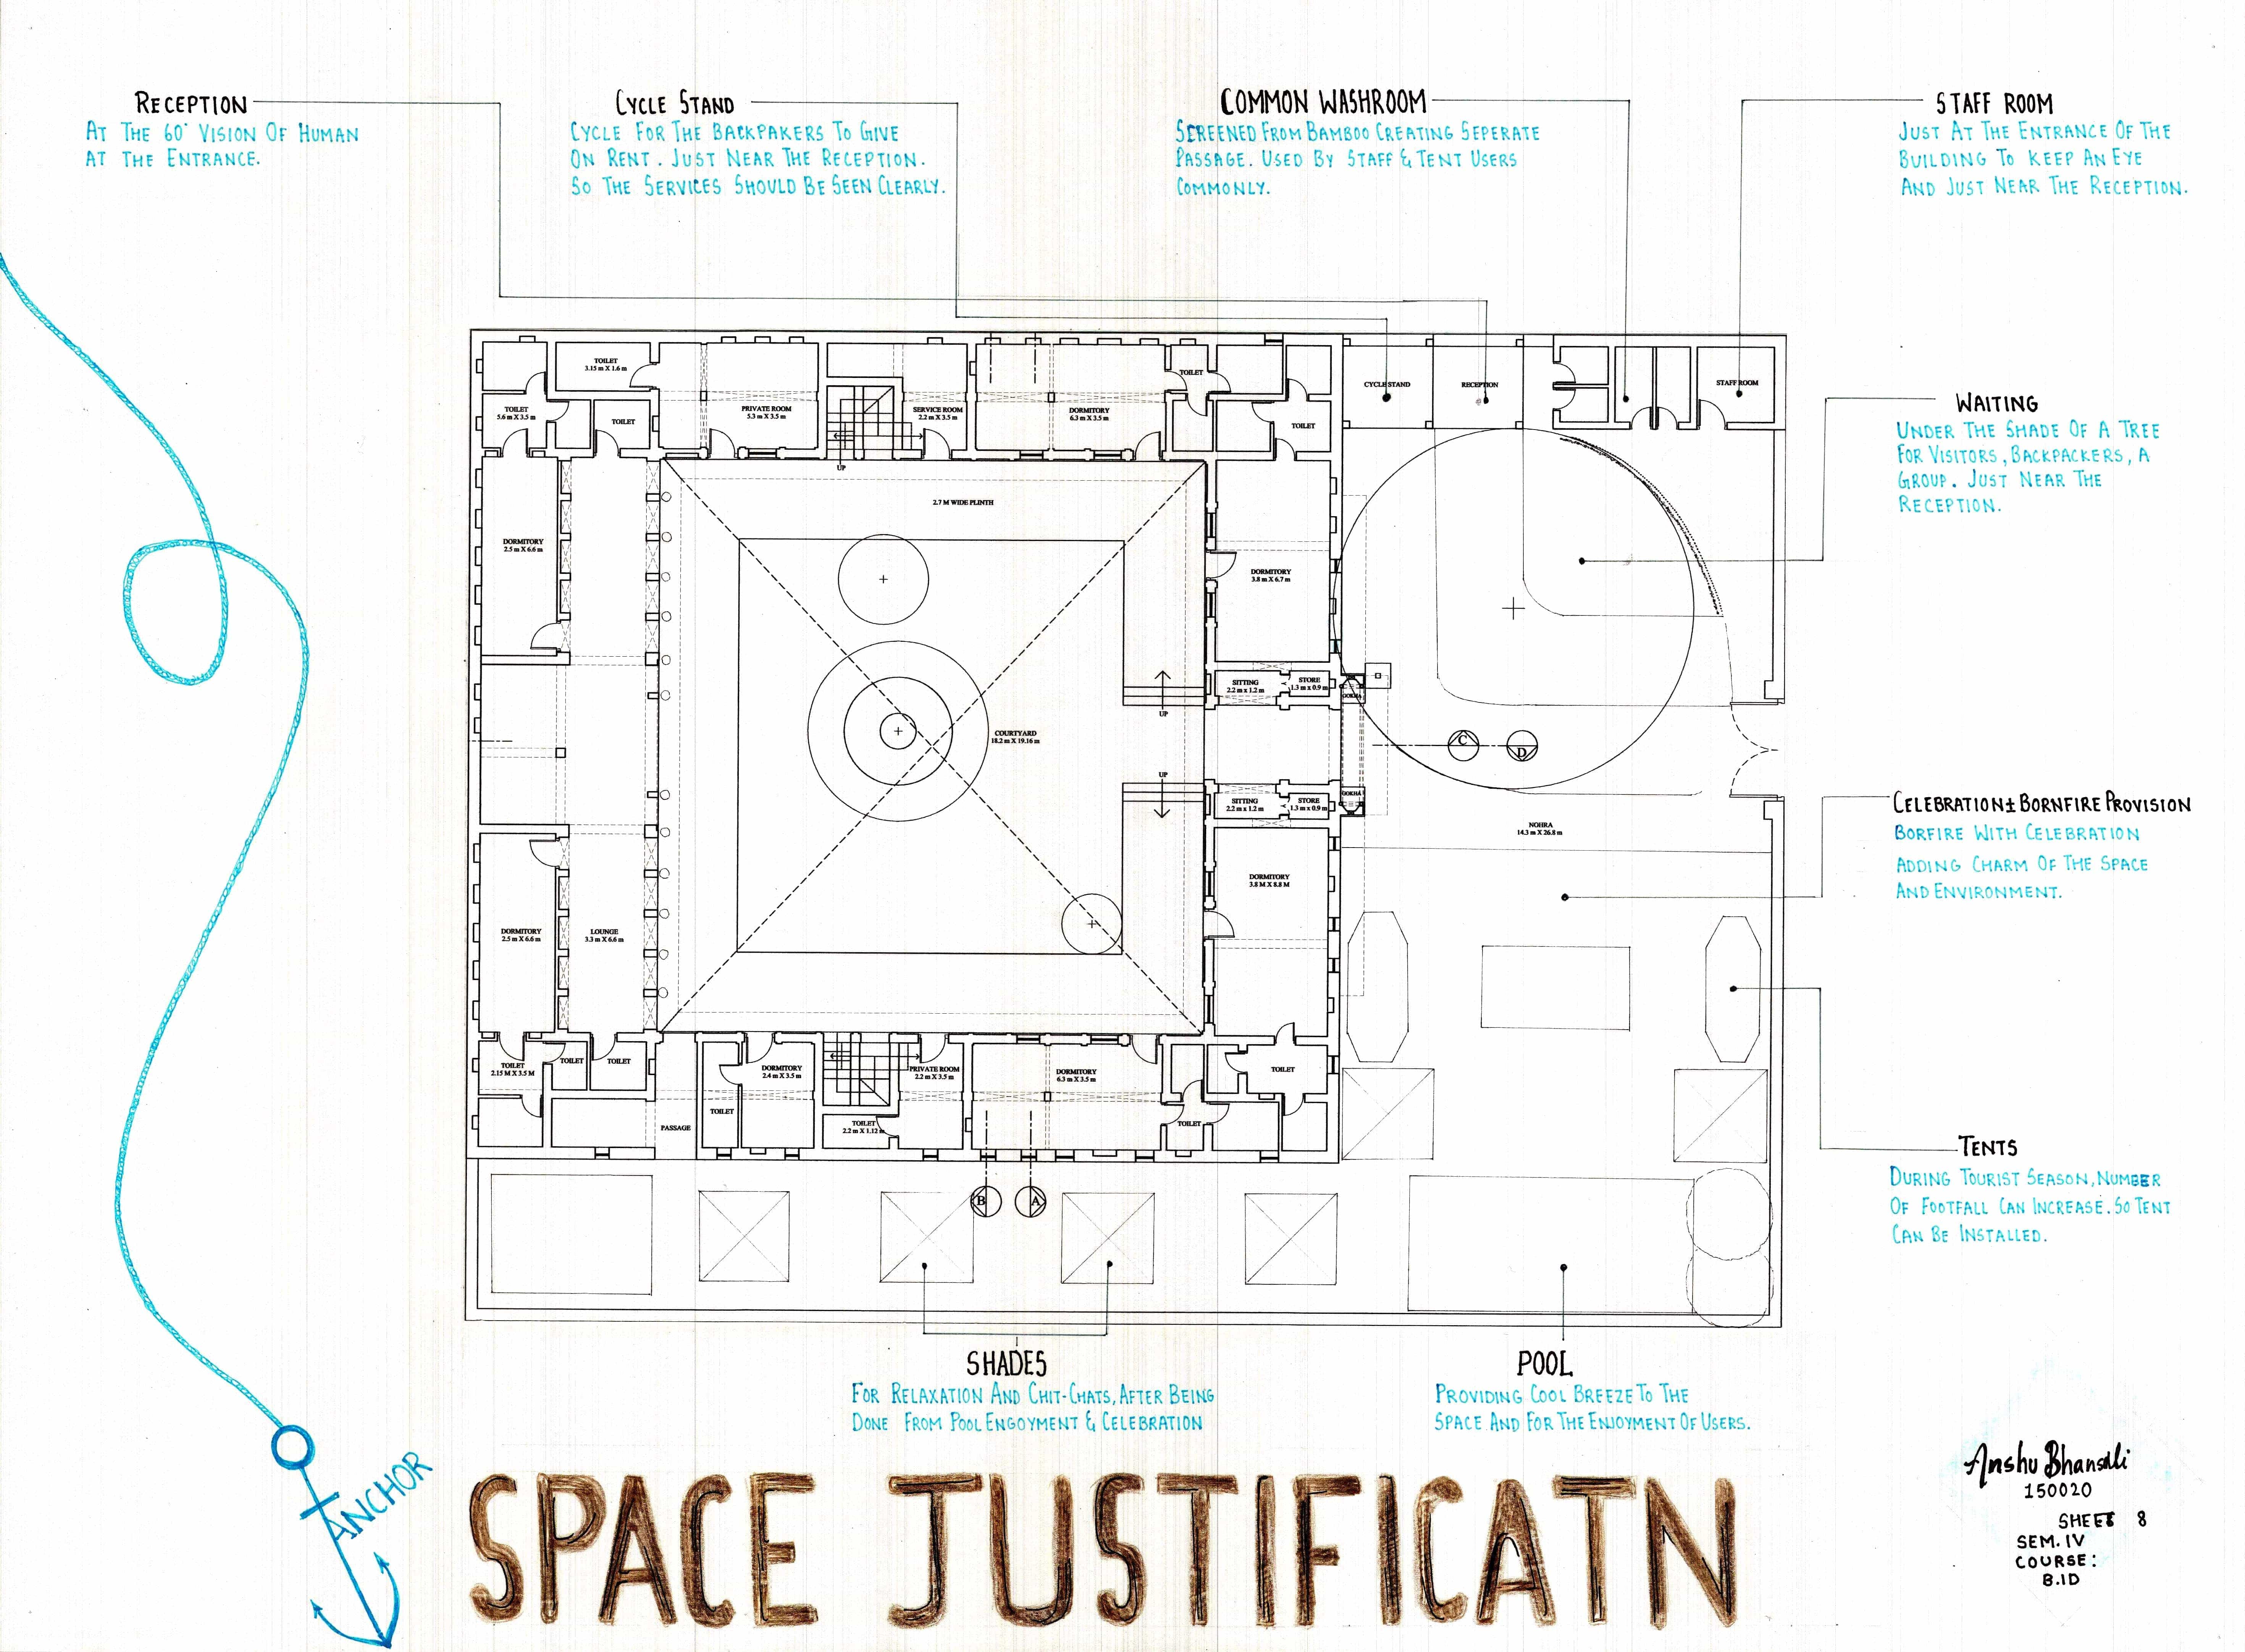 RECEPTION
AT THE 60° VISION OF HUMAN
AT THE ENTRANCE.
CYCLE STAND
CYCLE FOR THE BACKPAKERS TO GIVE
ON RENT. JUST NEAR THE RECEPTION.
SO THE SERVICES SHOULD BE SEEN CLEARLY.
COMMON WASHROOM
SCREENED FROM BAMBOO CREATING SEPERATE
PASSAGE. USED BY STAFF & TENT USERS
COMMONLY.
STAFF ROOM
JUST AT THE ENTRANCE OF THE
BUILDING TO KEEP AN EYE
AND JUST NEAR THE RECEPTION.
WAITING
UNDER THE SHADE OF A TREE
FOR VISITORS, BACKPACKERS, A
GROUP. JUST NEAR THE
RECEPTION.
CELEBRATION ± BORNFIRE PROVISION
BORFIRE WITH CELEBRATION
ADDING CHARM OF THE SPACE
AND ENVIRONMENT.
TENTS
DURING TOURIST SEASON, NUMBER
OF FOOTFALL CAN INCREASE. SO TENT
CAN BE INSTALLED.
TOILET
3.15 m X 1.6 m
TOILET
5.6 m X 3.5 m
TOILET
PRIVATE ROOM
5.3 m X 3.5 m
UP
SERVICE ROOM
2.2 m X 3.5 m
DORMITORY
6.3 m X 3.5 m
TOILET
TOILET
CYCLE STAND
RECEPTION
STAFF ROOM
2.7 M WIDE PLINTH
DORMITORY
2.5 m X 6.6 m
DORMITORY
3.8 m X 6.7 m
SITTING
2.2 m x 1.2 m
STORE
1.3 m x 0.9 m
GOKHA
UP
COURTYARD
18.2 m X 19.16 m
C
D
UP
SITTING
2.2 m x 1.2 m
STORE
1.3 m x 0.9 m
GOKHA
NOHRA
14.3 m X 26.8 m
DORMITORY
3.8 M X 8.8 M
DORMITORY
2.5 m X 6.6 m
LOUNGE
3.3 m X 6.6 m
TOILET
2.15 M X 3.5 M
TOILET
TOILET
DORMITORY
2.4 m X 3.5 m
PRIVATE ROOM
2.2 m X 3.5 m
DORMITORY
6.3 m X 3.5 m
TOILET
TOILET
PASSAGE
TOILET
2.2 m X 1.12 m
TOILET
B
A
SHADES
FOR RELAXATION AND CHIT-CHATS, AFTER BEING
DONE FROM POOL ENGOYMENT & CELEBRATION
POOL
PROVIDING COOL BREEZE TO THE
SPACE AND FOR THE ENJOYMENT OF USERS.
ANCHOR
SPACE JUSTIFICATN
Anshu Bhansali
150020
SHEET 8
SEM. IV
COURSE:
B.ID